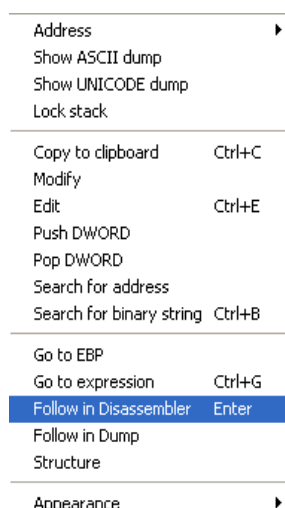 Address
Show ASCII dump
Show UNICODE dump
Lock stack
Copy to clipboard Ctrl+C
Modify
Edit Ctrl+E
Push DWORD
Pop DWORD
Search for address
Search for binary string Ctrl+B
Go to EBP
Go to expression Ctrl+G
Follow in Disassembler Enter
Follow in Dump
Structure
Appearance